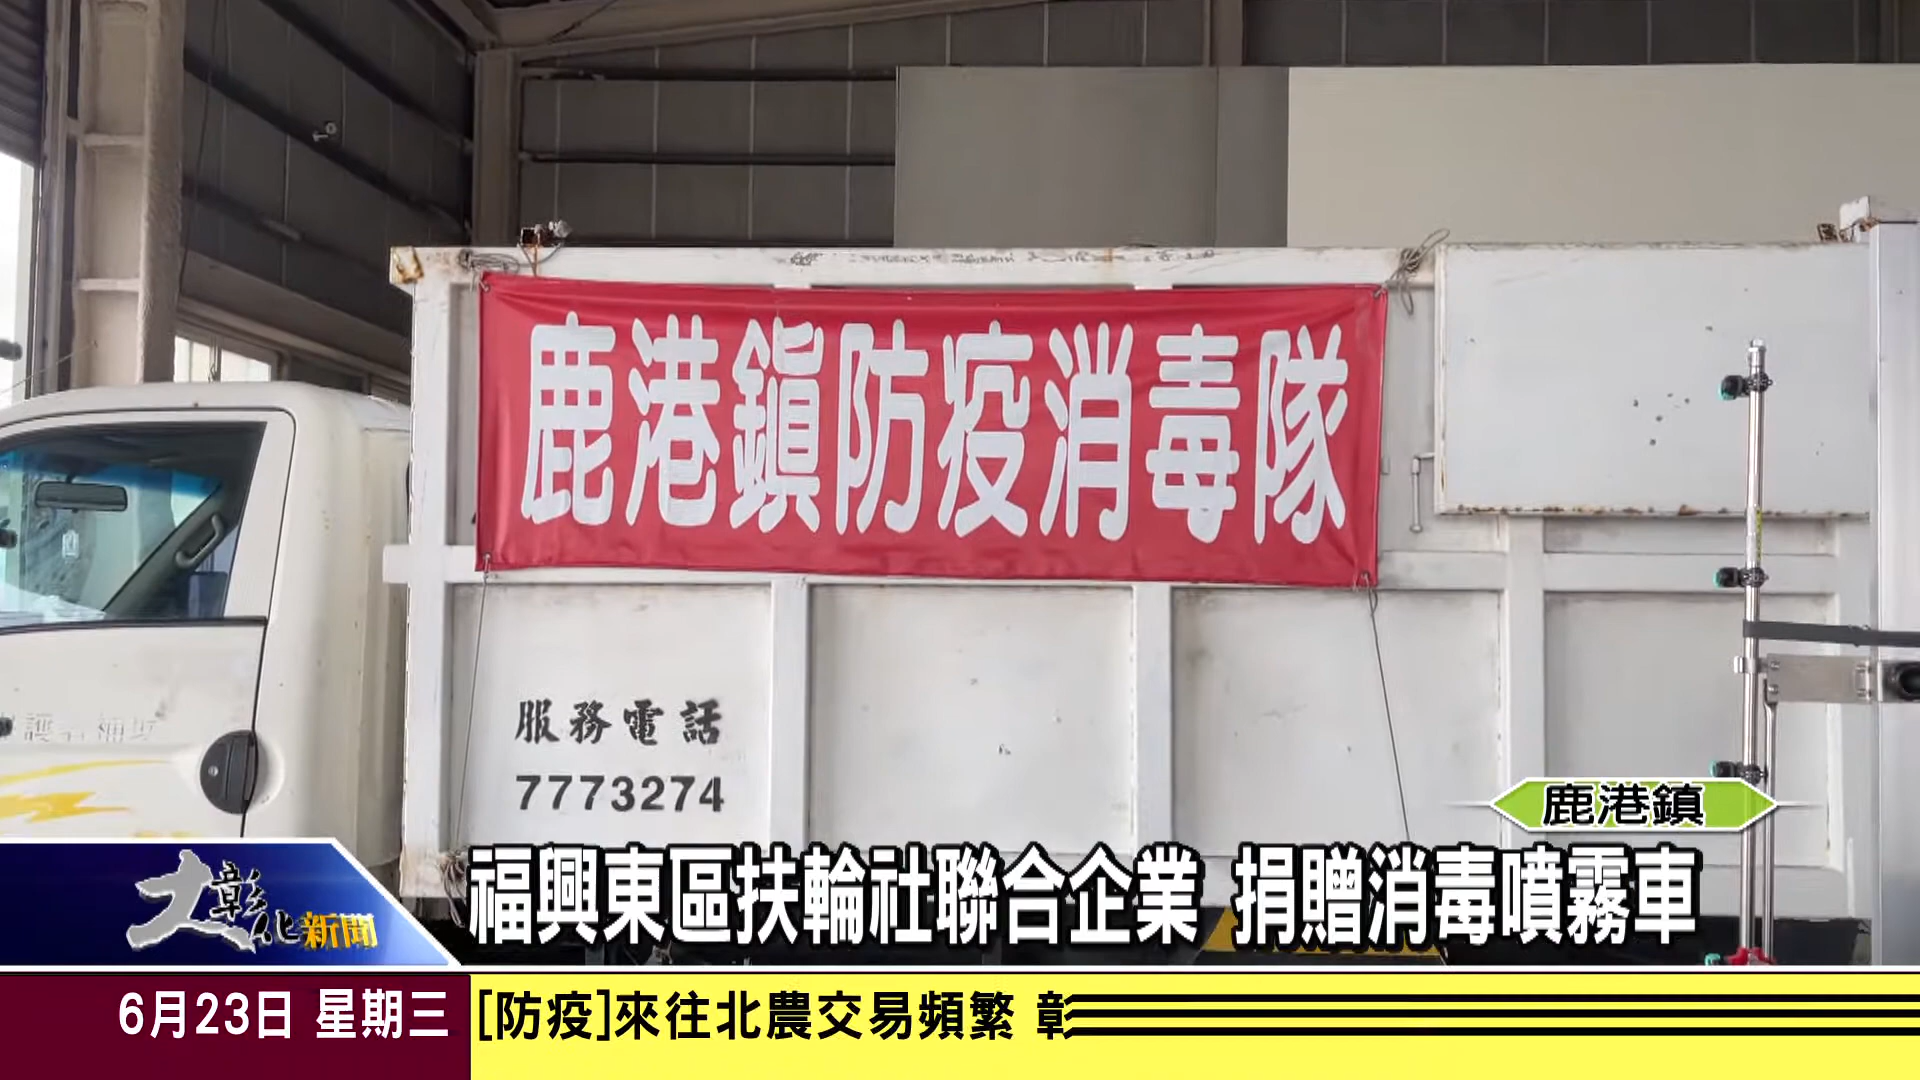 鹿港鎮防疫消毒隊
服務電話
7773274
鹿港鎮
福興東區扶輪社聯合企業 捐贈消毒噴霧車
大彰化新聞
6月23日 星期三
[防疫]來往北農交易頻繁 彰